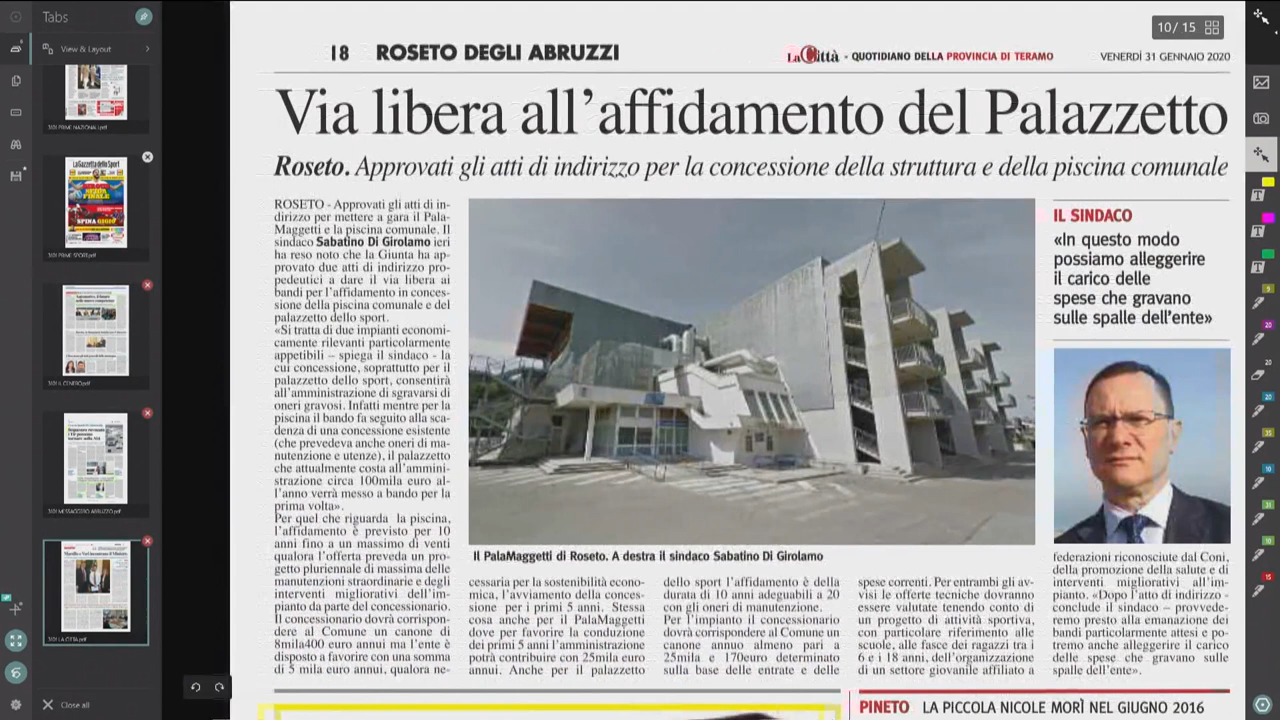 Tabs
View & Layout
La Gazzetta dello Sport
FINALE
Close all
10/15
18 ROSETO DEGLI ABRUZZI
La Città - QUOTIDIANO DELLA PROVINCIA DI TERAMO
VENERDÌ 31 GENNAIO 2020
Via libera all'affidamento del Palazzetto
Roseto. Approvati gli atti di indirizzo per la concessione della struttura e della piscina comunale
ROSETO - Approvati gli atti di in-
dirizzo per mettere a gara il Pala-
Maggetti e la piscina comunale. Il
sindaco Sabatino Di Girolamo ieri
ha reso noto che la Giunta ha ap-
provato due atti di indirizzo pro-
pedeutici a dare il via libera ai
bandi per l'affidamento in conces-
sione della piscina comunale e del
palazzetto dello sport.
«Si tratta di due impianti economi-
camente rilevanti particolarmente
appetibili – spiega il sindaco - la
cui concessione, soprattutto per il
palazzetto dello sport, consentirà
all'amministrazione di sgravarsi di
oneri gravosi. Infatti mentre per la
piscina il bando fa seguito alla sca-
denza di una concessione esistente
(che prevedeva anche oneri di ma-
nutenzione e utenze), il palazzetto
che attualmente costa all'ammini-
strazione circa 100mila euro al-
l'anno verrà messo a bando per la
prima volta».
Per quel che riguarda la piscina,
l'affidamento è previsto per 10
anni fino a un massimo di venti
qualora l'offerta preveda un pro-
getto pluriennale di massima delle
manutenzioni straordinarie e degli
interventi migliorativi dell'im-
pianto da parte del concessionario.
Il concessionario dovrà corrispon-
dere al Comune un canone di
8mila400 euro annui ma l'ente è
disposto a favorire con una somma
di 5 mila euro annui, qualora ne-
Il PalaMaggetti di Roseto. A destra il sindaco Sabatino Di Girolamo
cessaria per la sostenibilità econo-
mica, l'avviamento della conces-
sione per i primi 5 anni. Stessa
cosa anche per il PalaMaggetti
dove per favorire la conduzione
dei primi 5 anni l'amministrazione
potrà contribuire con 25mila euro
annui. Anche per il palazzetto
dello sport l'affidamento è della
durata di 10 anni adeguabili a 20
con gli oneri di manutenzione.
Per l'impianto il concessionario
dovrà corrispondere al Comune un
canone annuo almeno pari a
25mila e 170euro determinato
sulla base delle entrate e delle
spese correnti. Per entrambi gli av-
visi le offerte tecniche dovranno
essere valutate tenendo conto di
un progetto di attività sportiva,
con particolare riferimento alle
scuole, alle fasce dei ragazzi tra i
6 e i 18 anni, dell'organizzazione
di un settore giovanile affiliato a
IL SINDACO
«In questo modo
possiamo alleggerire
il carico delle
spese che gravano
sulle spalle dell'ente»
federazioni riconosciute dal Coni,
della promozione della salute e di
interventi migliorativi all'im-
pianto. «Dopo l'atto di indirizzo -
conclude il sindaco – provvede-
remo presto alla emanazione dei
bandi particolarmente attesi e po-
tremo anche alleggerire il carico
delle spese che gravano sulle
spalle dell'ente».
PINETO LA PICCOLA NICOLE MORÌ NEL GIUGNO 2016